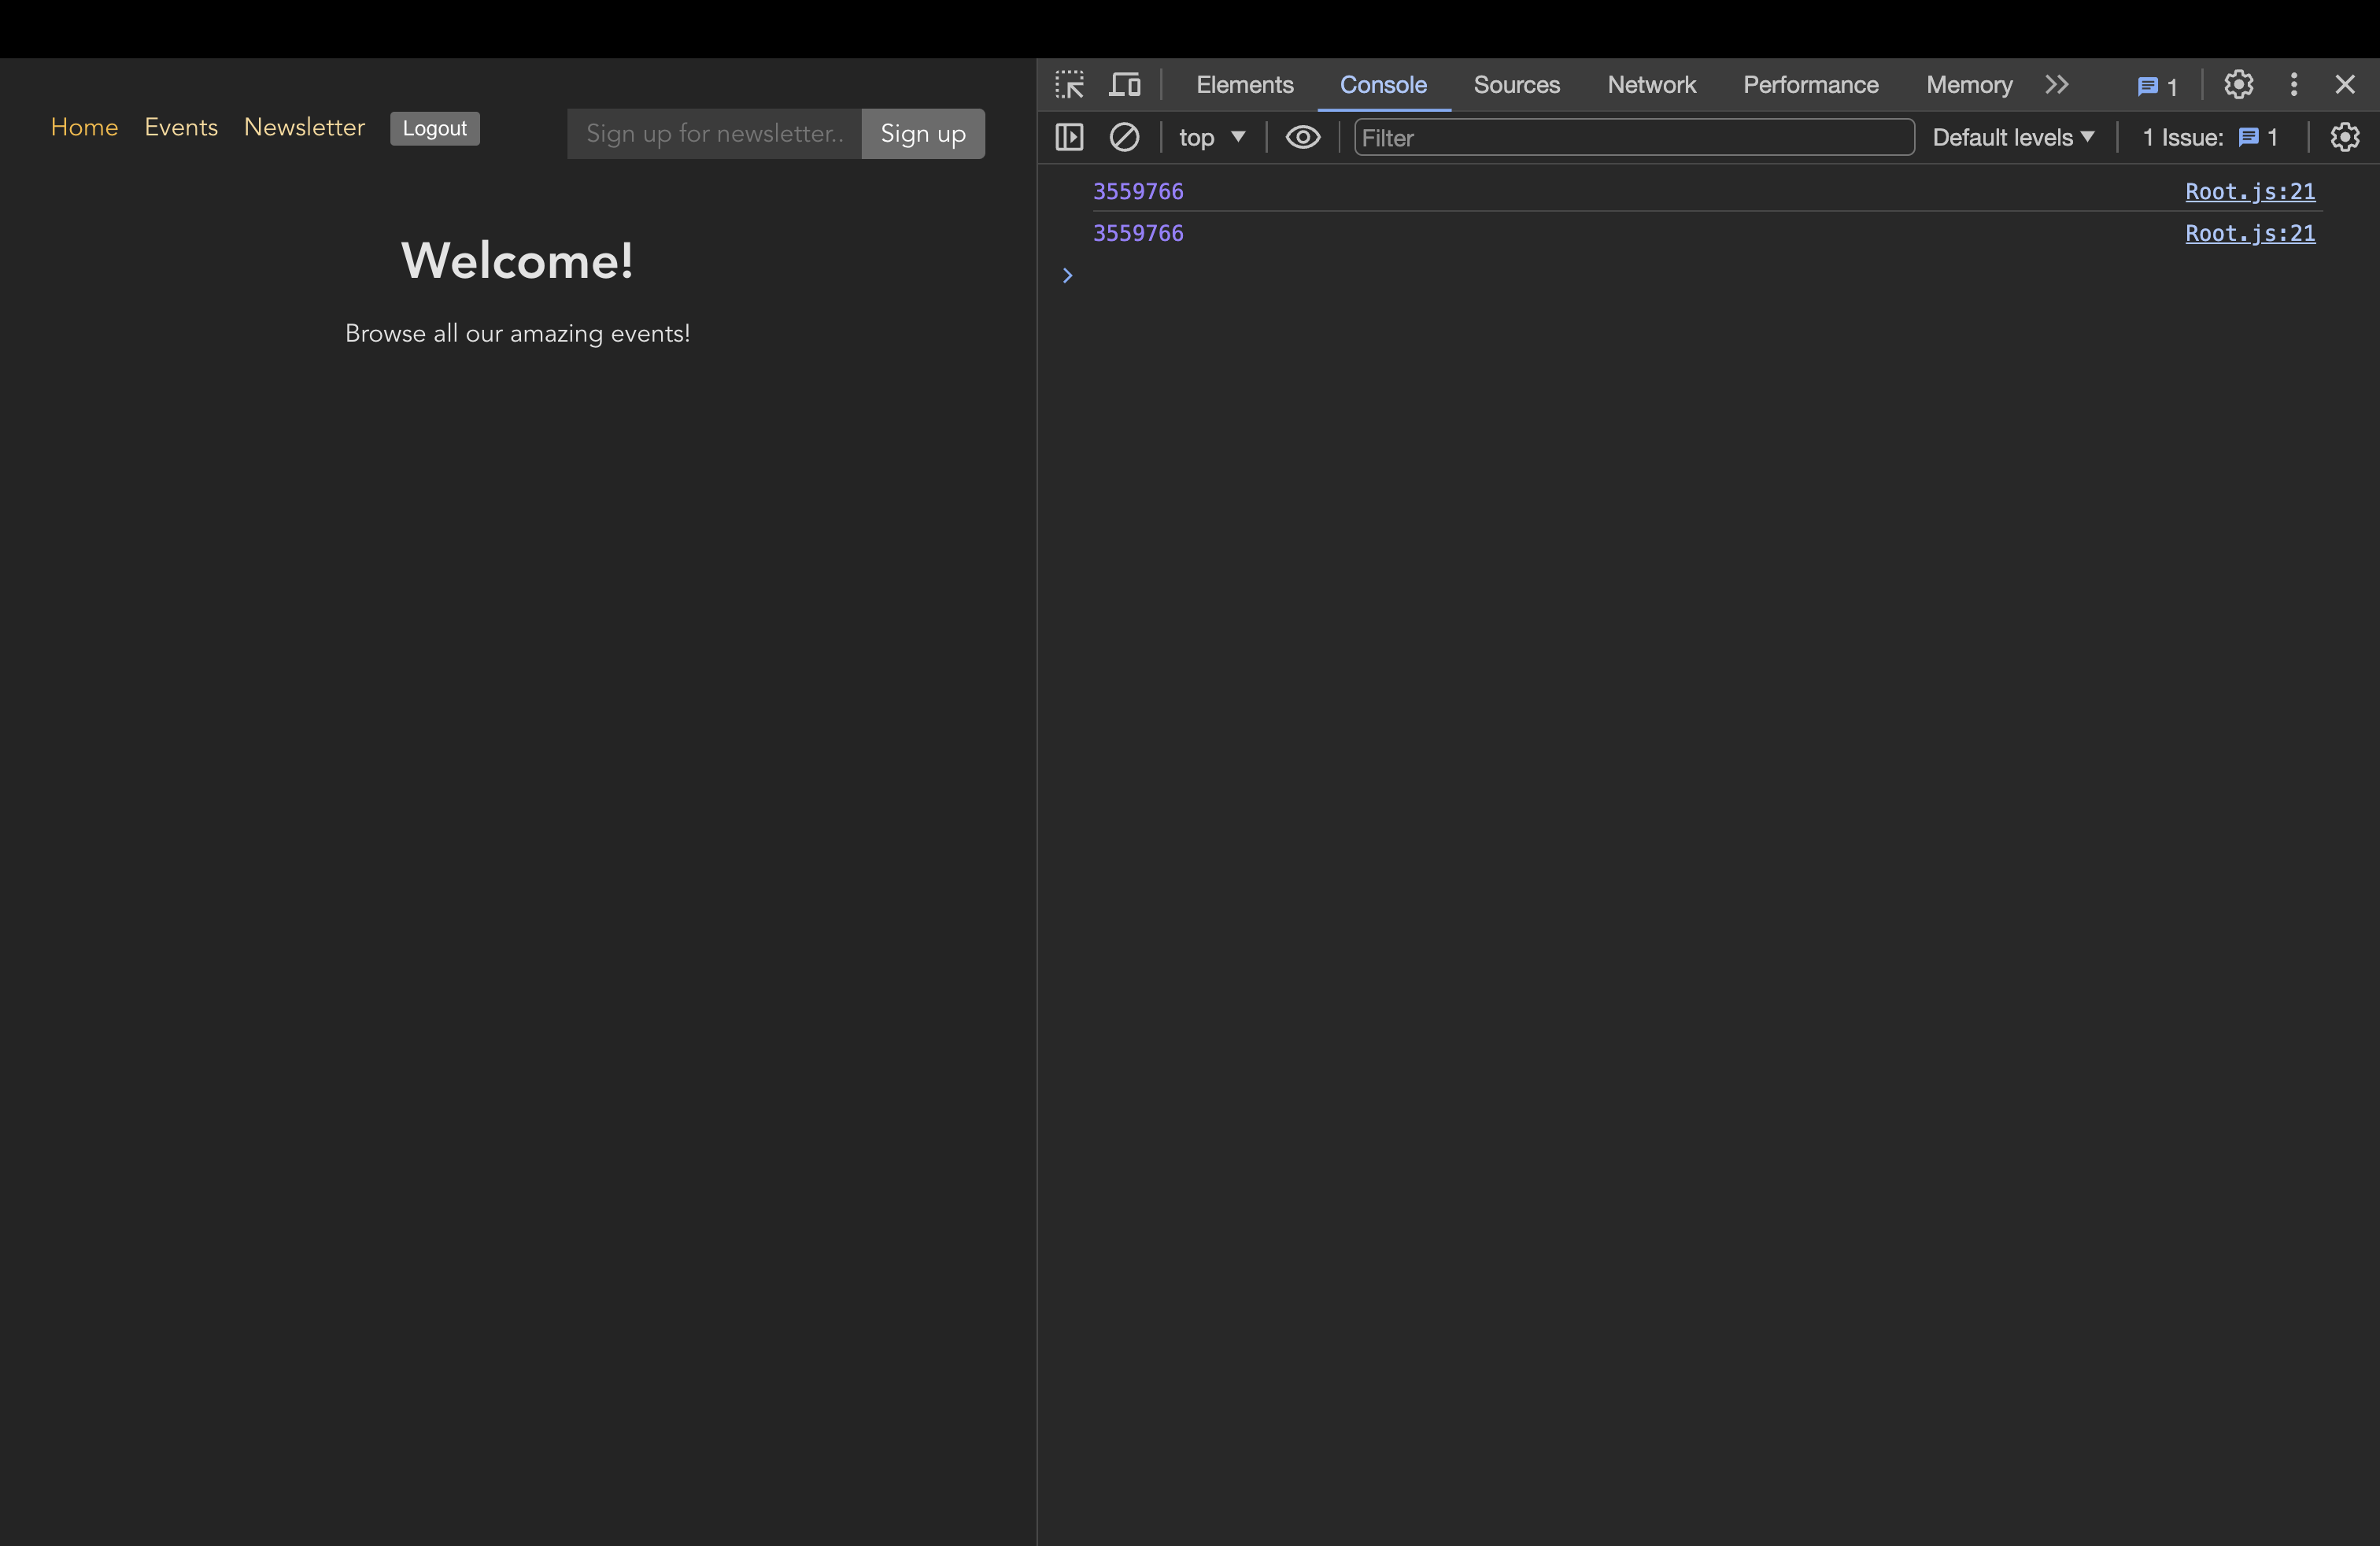 Home Events Newsletter Logout Sign up for newsletter.. Sign up
Welcome!
Browse all our amazing events!
Elements Console Sources Network Performance Memory 1
top Filter Default levels 1 Issue: 1
3559766 Root.js:21
3559766 Root.js:21